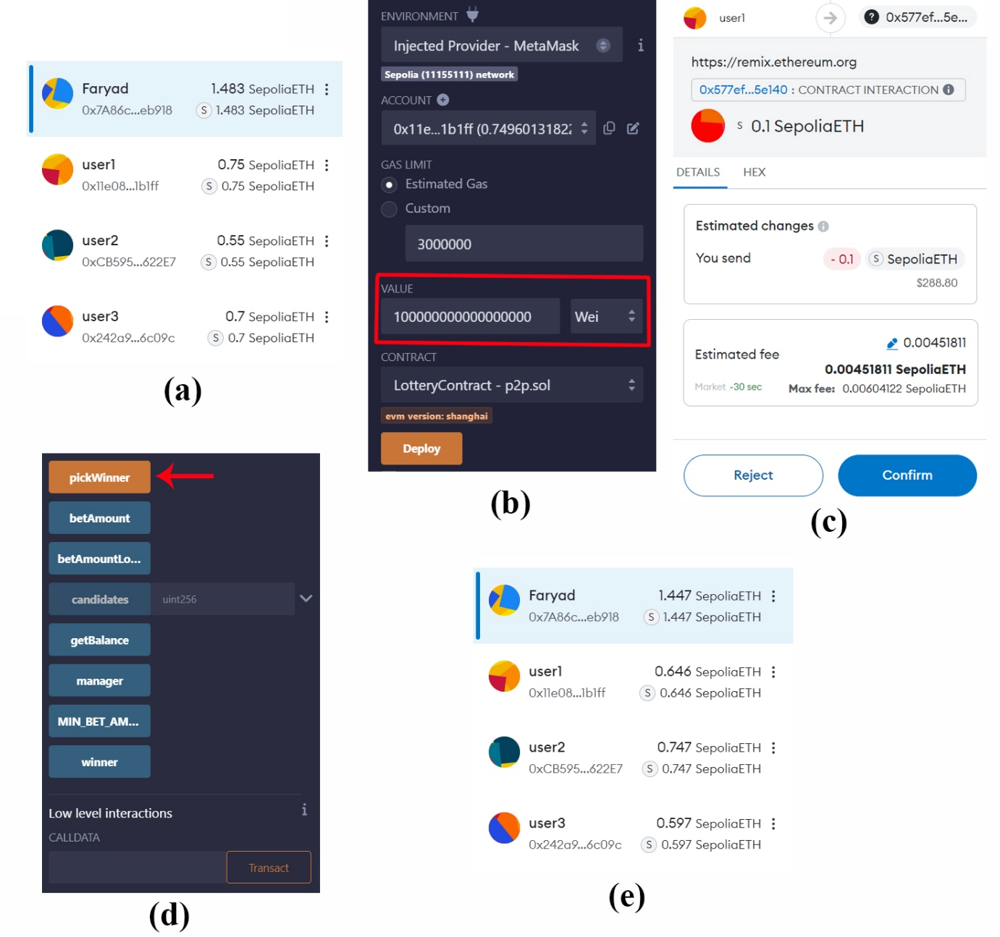 Faryad 1.483 SepoliaETH
0x7A86c...eb918 S 1.483 SepoliaETH
user1 0.75 SepoliaETH
0x11e08...1b1ff S 0.75 SepoliaETH
user2 0.55 SepoliaETH
0xCB595...622E7 S 0.55 SepoliaETH
user3 0.7 SepoliaETH
0x242a9...6c09c S 0.7 SepoliaETH
(a)
ENVIRONMENT
Injected Provider - MetaMask
Sepolia (11155111) network
ACCOUNT
0x11e...1b1ff (0.74960131822
GAS LIMIT
Estimated Gas
Custom
3000000
VALUE
100000000000000000 Wei
CONTRACT
LotteryContract - p2p.sol
evm version: shanghai
Deploy
(b)
user1 ? 0x577ef...5e...
https://remix.ethereum.org
0x577ef...5e140 : CONTRACT INTERACTION
S 0.1 SepoliaETH
DETAILS HEX
Estimated changes
You send - 0.1 S SepoliaETH
$288.80
0.00451811
Estimated fee
0.00451811 SepoliaETH
Market ~30 sec Max fee: 0.00604122 SepoliaETH
Reject Confirm
(c)
pickWinner
betAmount
betAmountLo...
candidates uint256
getBalance
manager
MIN_BET_AM...
winner
Low level interactions i
CALLDATA
Transact
(d)
Faryad 1.447 SepoliaETH
0x7A86c...eb918 S 1.447 SepoliaETH
user1 0.646 SepoliaETH
0x11e08...1b1ff S 0.646 SepoliaETH
user2 0.747 SepoliaETH
0xCB595...622E7 S 0.747 SepoliaETH
user3 0.597 SepoliaETH
0x242a9...6c09c S 0.597 SepoliaETH
(e)